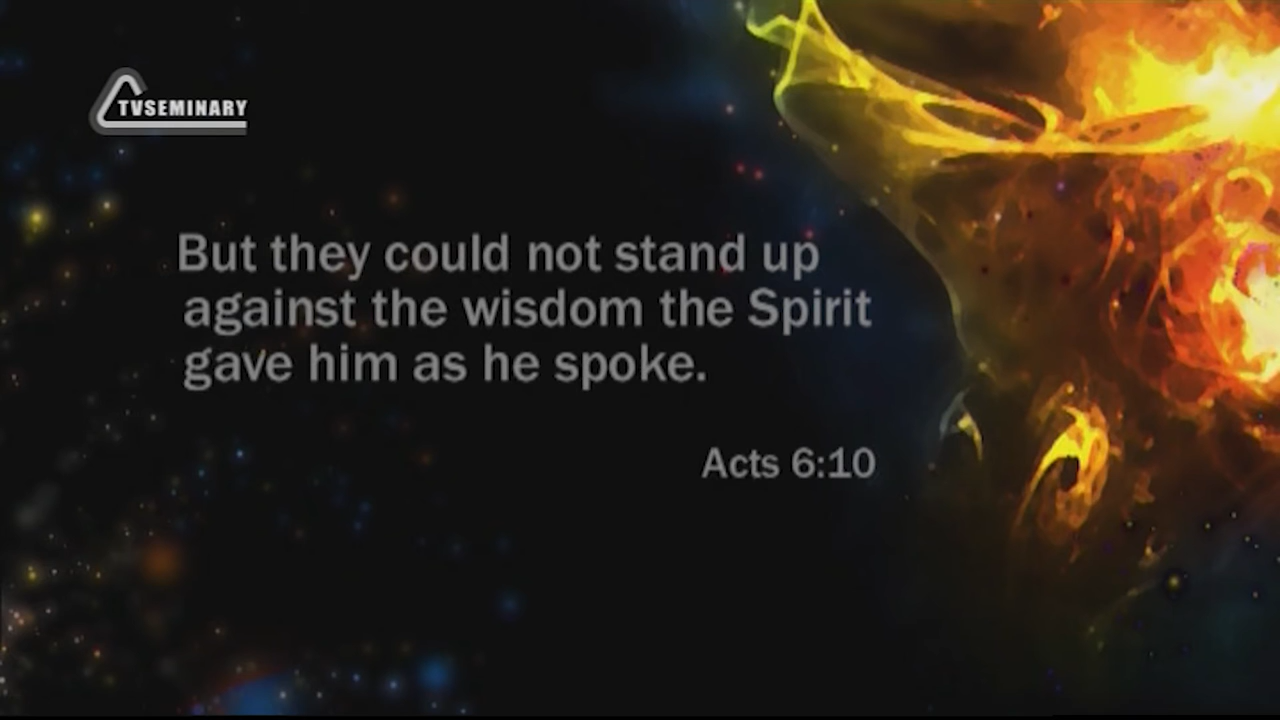 TVSEMINARY
But they could not stand up
against the wisdom the Spirit
gave him as he spoke.
Acts 6:10